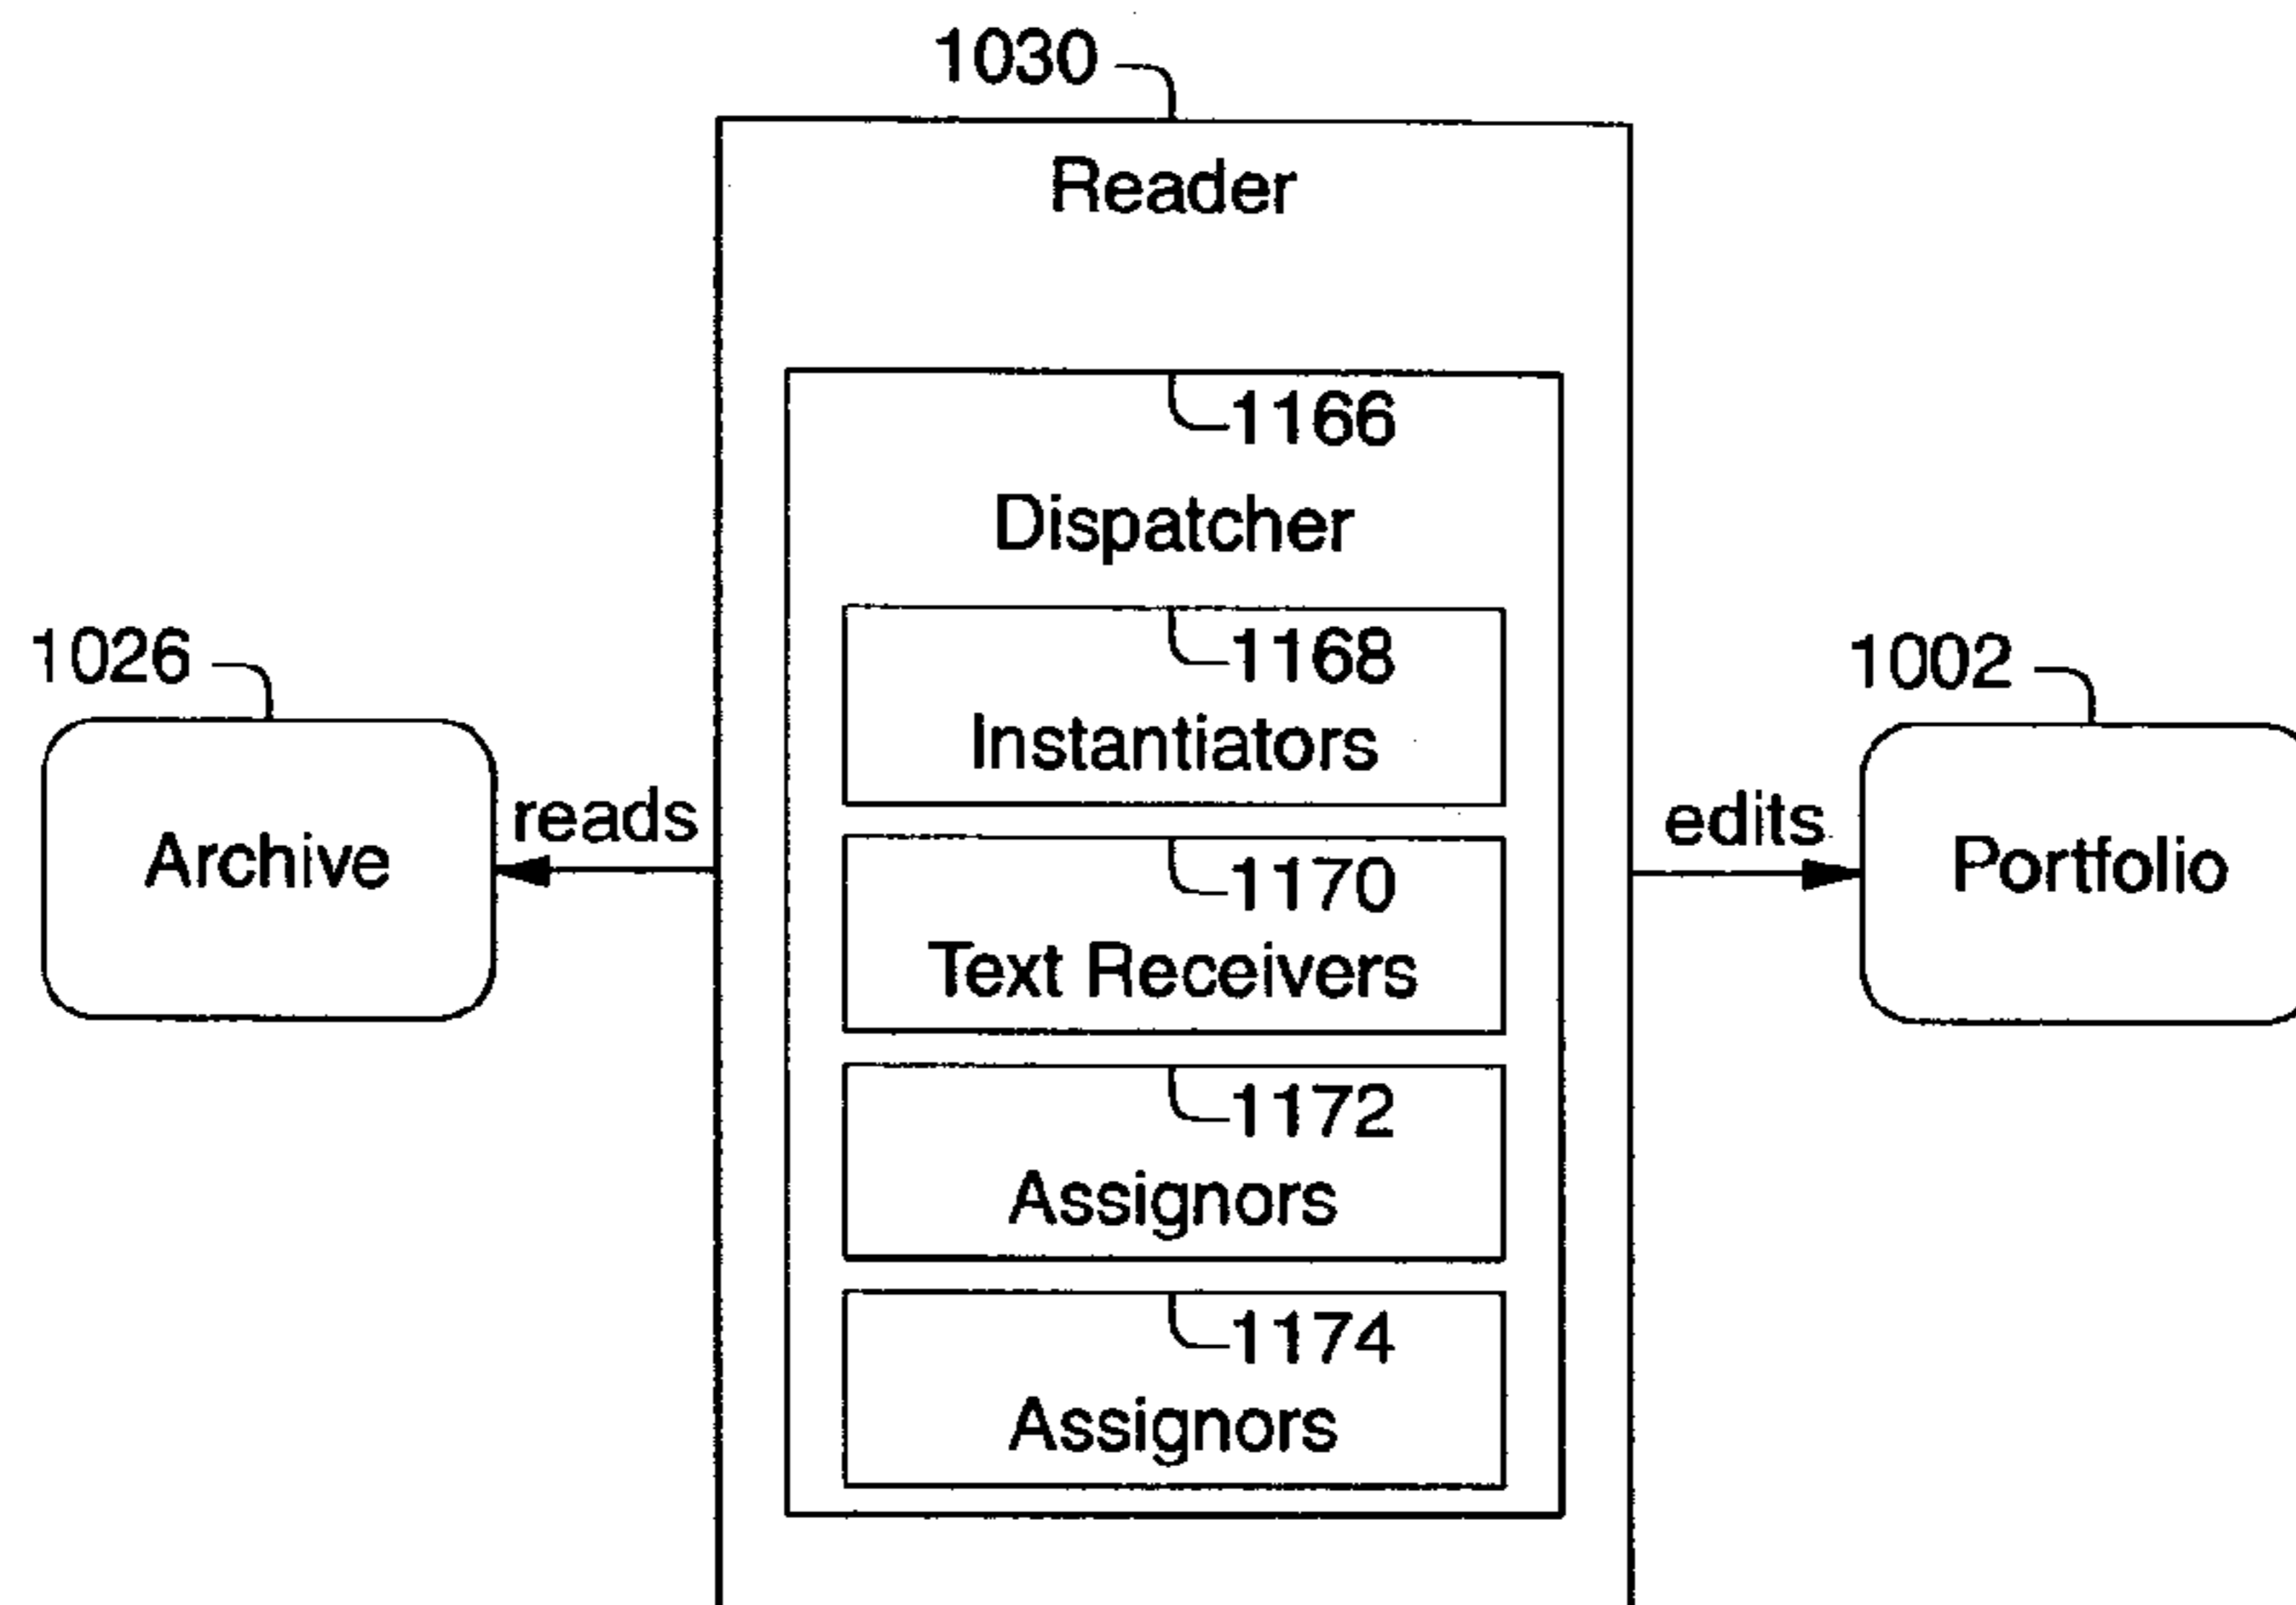 1030
Reader
1166
Dispatcher
1026
1168
1002
Instantiators
reads
edits
Archive
1170
Portfolio
Text Receivers
1172
Assignors
1174
Assignors